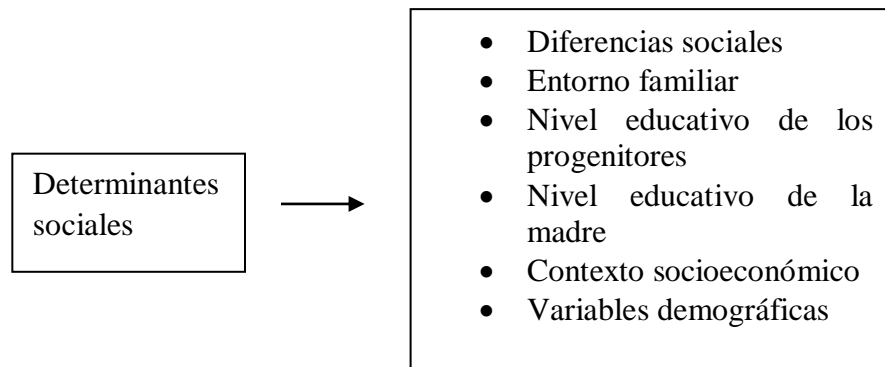 Determinantes
sociales
• Diferencias sociales
• Entorno familiar
• Nivel educativo de los
progenitores
• Nivel educativo de la
madre
• Contexto socioeconómico
• Variables demográficas